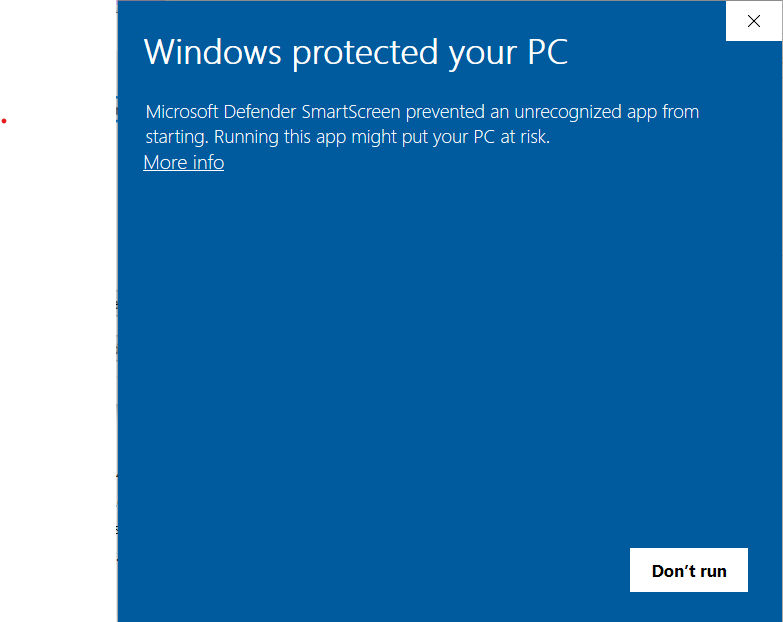 Windows protected your PC
Microsoft Defender SmartScreen prevented an unrecognized app from
starting. Running this app might put your PC at risk.
More info
Don't run